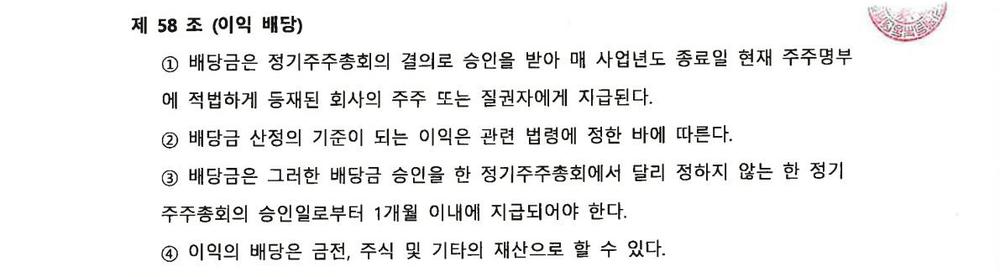 제 58 조 (이익 배당)
① 배당금은 정기주주총회의 결의로 승인을 받아 매 사업년도 종료일 현재 주주명부
에 적법하게 등재된 회사의 주주 또는 질권자에게 지급된다.
② 배당금 산정의 기준이 되는 이익은 관련 법령에 정한 바에 따른다.
③ 배당금은 그러한 배당금 승인을 한 정기주주총회에서 달리 정하지 않는 한 정기
주주총회의 승인일로부터 1개월 이내에 지급되어야 한다.
④ 이익의 배당은 금전, 주식 및 기타의 재산으로 할 수 있다.